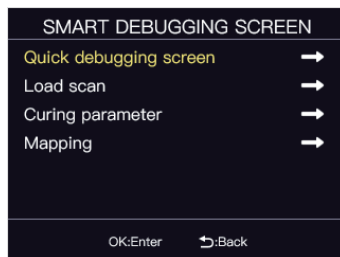 SMART DEBUGGING SCREEN
Quick debugging screen
Load scan
Curing parameter
Mapping
OK:Enter ⮌:Back